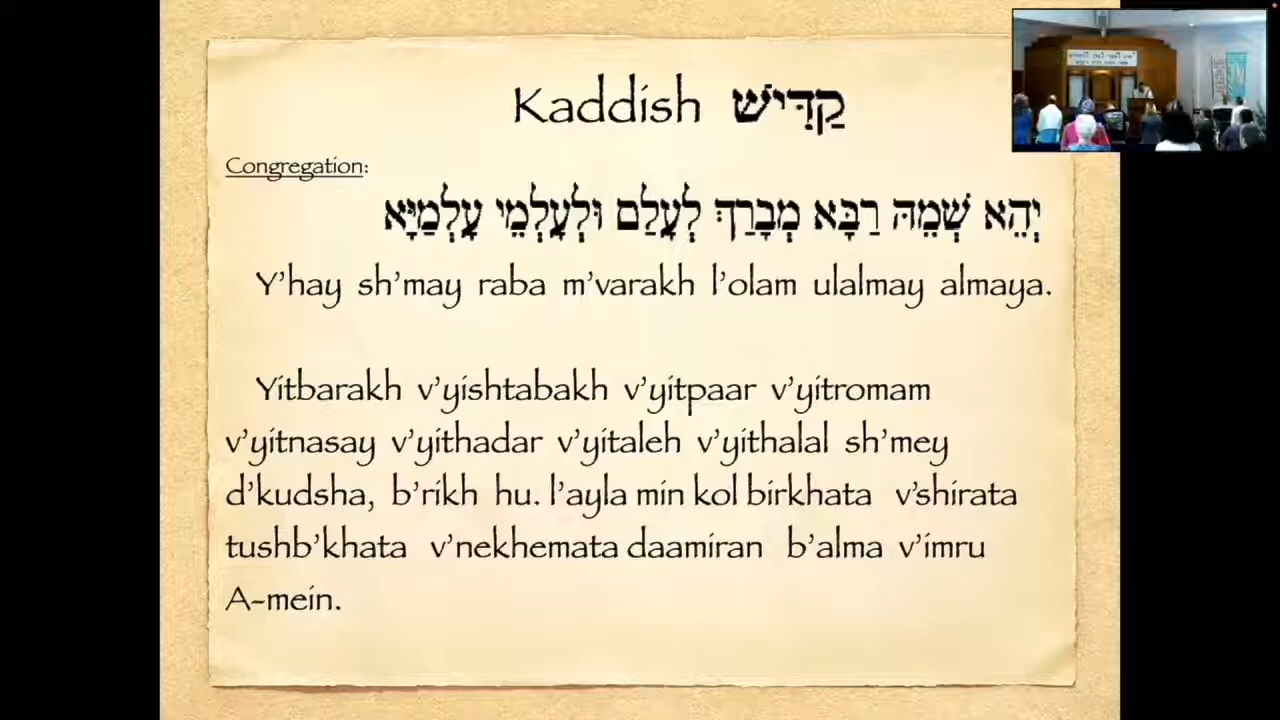 Kaddish קַדִּישׁ
Congregation:
יְהֵא שְׁמֵהּ רַבָּא מְבָרַךְ לְעָלַם וּלְעָלְמֵי עָלְמַיָּא
Y'hay sh'may raba m'varakh l'olam ulalmay almaya.
Yitbarakh v'yishtabakh v'yitpaar v'yitromam
v'yitnasay v'yithadar v'yitaleh v'yithalal sh'mey
d'kudsha, b'rikh hu. l'ayla min kol birkhata v'shirata
tushb'khata v'nekhemata daamiran b'alma v'imru
A-mein.